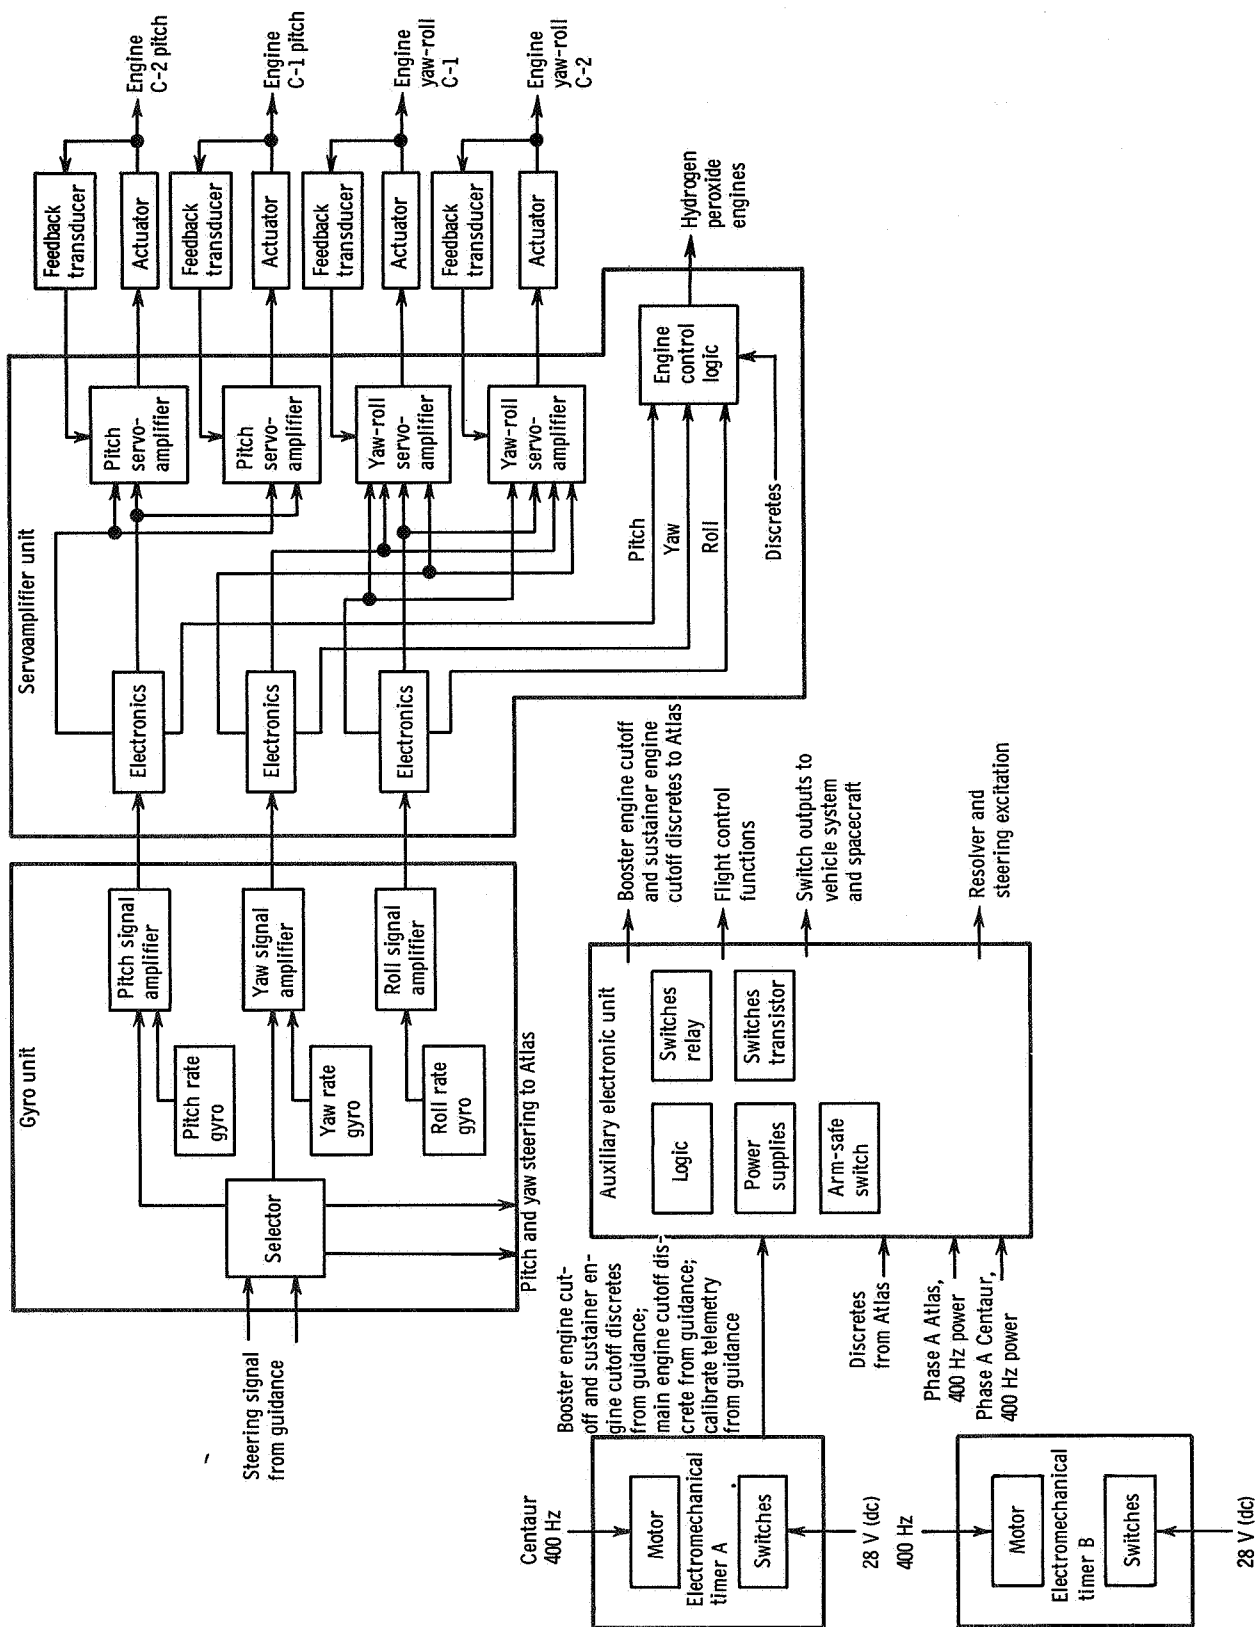 Gyro unit
Steering signal
from guidance
Selector
Pitch rate
gyro
Yaw rate
gyro
Roll rate
gyro
Pitch signal
amplifier
Yaw signal
amplifier
Roll signal
amplifier
Pitch and yaw steering to Atlas
Servoamplifier unit
Electronics
Electronics
Electronics
Pitch
servo-
amplifier
Pitch
servo-
amplifier
Yaw-roll
servo-
amplifier
Yaw-roll
servo-
amplifier
Pitch
Yaw
Roll
Discretes
Engine
control
logic
Hydrogen
peroxide
engines
Feedback
transducer
Actuator
Engine
C-2 pitch
Feedback
transducer
Actuator
Engine
C-1 pitch
Feedback
transducer
Actuator
Engine
yaw-roll
C-1
Feedback
transducer
Actuator
Engine
yaw-roll
C-2
Centaur
400 Hz
Motor
Electromechanical
timer A
Switches
28 V (dc)
400 Hz
Motor
Electromechanical
timer B
Switches
28 V (dc)
Booster engine cut-
off and sustainer en-
gine cutoff discretes
from guidance;
main engine cutoff dis-
crete from guidance;
calibrate telemetry
from guidance
Discretes
from Atlas
Phase A Atlas,
400 Hz power
Phase A Centaur,
400 Hz power
Auxiliary electronic unit
Logic
Switches
relay
Power
supplies
Switches
transistor
Arm-safe
switch
Booster engine cutoff
and sustainer engine
cutoff discretes to Atlas
Flight control
functions
Switch outputs to
vehicle system
and spacecraft
Resolver and
steering excitation